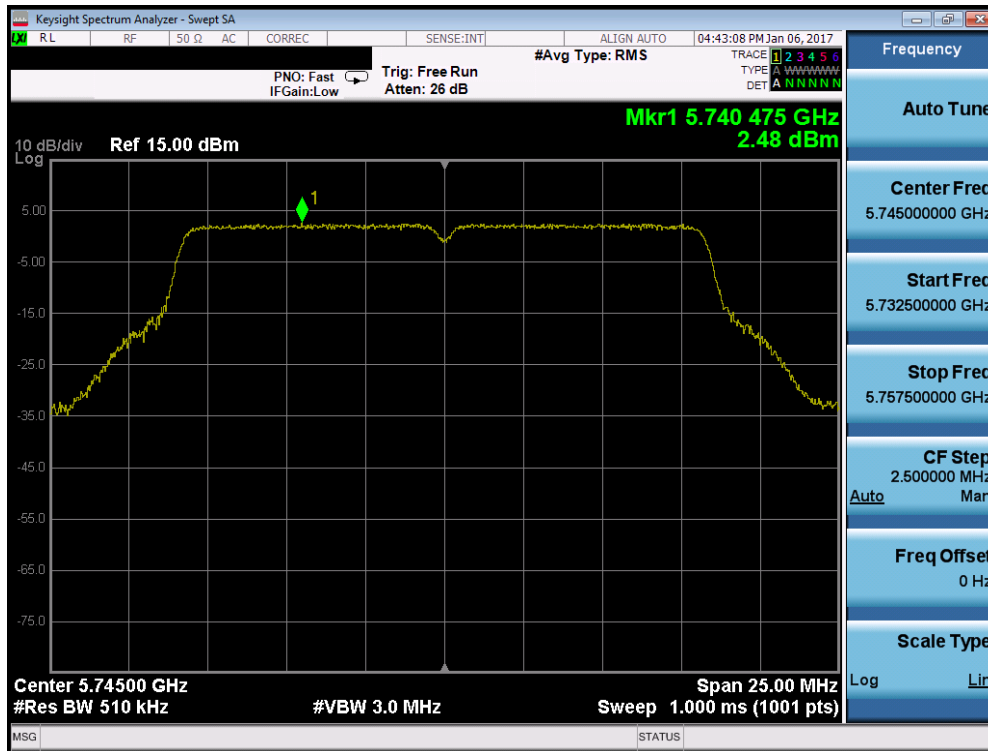 Keysight Spectrum Analyzer - Swept SA
LXI RL RF 50 Ω AC CORREC SENSE:INT ALIGN AUTO 04:43:08 PM Jan 06, 2017
PNO: Fast
IFGain:Low
Trig: Free Run
Atten: 26 dB
#Avg Type: RMS
TRACE 1 2 3 4 5 6
TYPE A WWWWW
DET A N N N N N
Mkr1 5.740 475 GHz
2.48 dBm
10 dB/div
Log
Ref 15.00 dBm
1
5.00
-5.00
-15.0
-25.0
-35.0
-45.0
-55.0
-65.0
-75.0
Center 5.74500 GHz
#Res BW 510 kHz
#VBW 3.0 MHz
Span 25.00 MHz
Sweep 1.000 ms (1001 pts)
MSG
STATUS
Frequency
Auto Tune
Center Freq
5.745000000 GHz
Start Freq
5.732500000 GHz
Stop Freq
5.757500000 GHz
CF Step
2.500000 MHz
Auto Man
Freq Offset
0 Hz
Scale Type
Log Lin